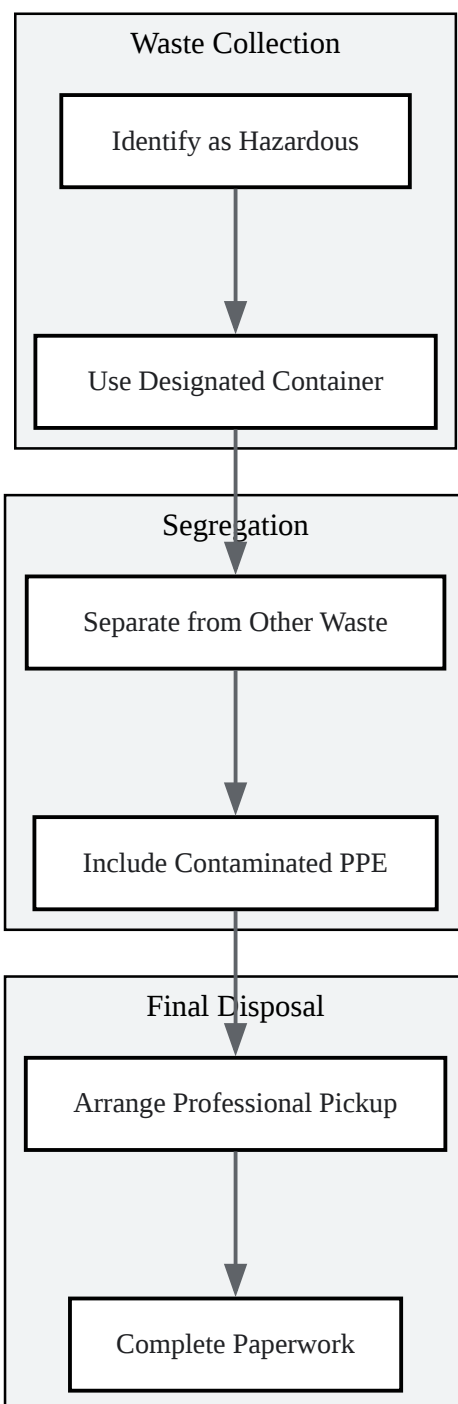 Waste Collection
Identify as Hazardous
Use Designated Container
Segregation
Separate from Other Waste
Include Contaminated PPE
Final Disposal
Arrange Professional Pickup
Complete Paperwork